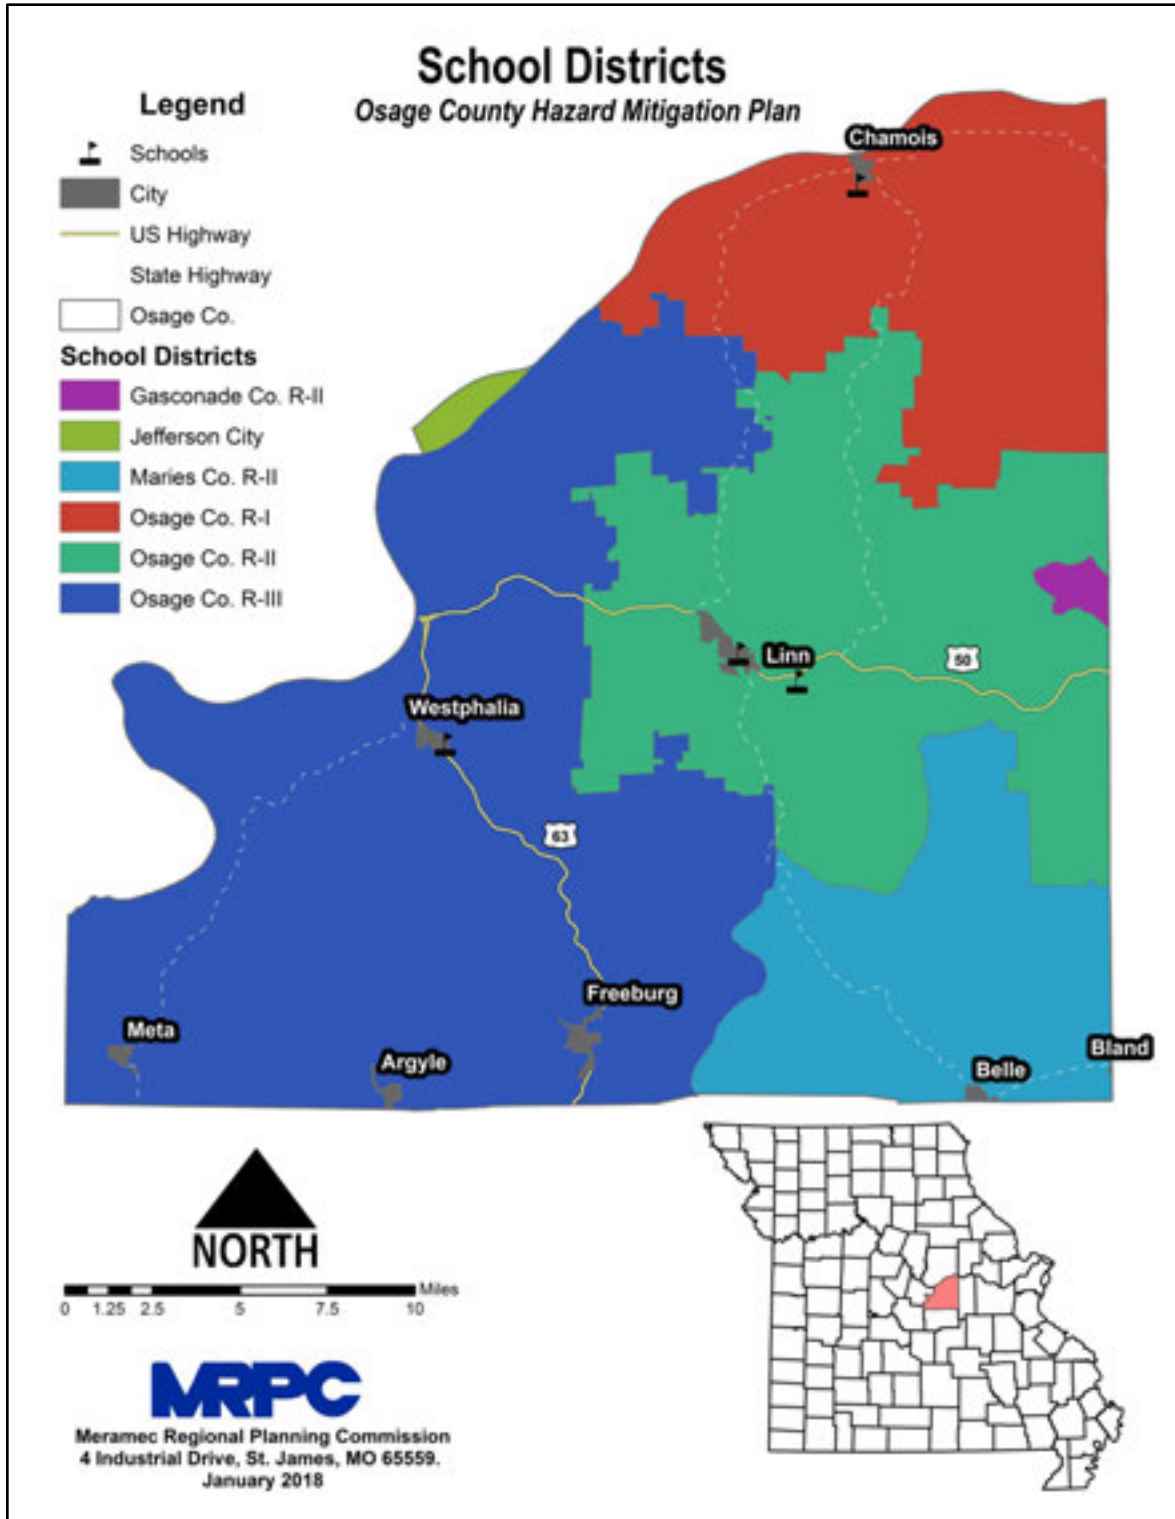 School Districts
Osage County Hazard Mitigation Plan
Legend
Schools
City
US Highway
State Highway
Osage Co.
School Districts
Gasconade Co. R-II
Jefferson City
Maries Co. R-II
Osage Co. R-I
Osage Co. R-II
Osage Co. R-III
Chamois
Linn
50
Westphalia
63
Freeburg
Meta
Argyle
Bland
Belle
NORTH
Miles
0 1.25 2.5 5 7.5 10
MRPC
Meramec Regional Planning Commission
4 Industrial Drive, St. James, MO 65559.
January 2018